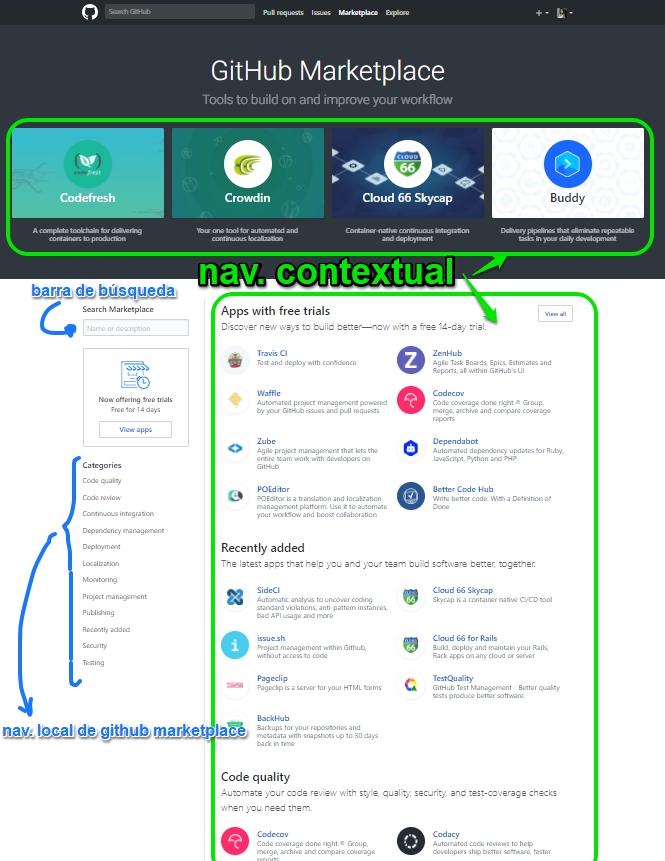 Search GitHub
Pull requests Issues Marketplace Explore
GitHub Marketplace
Tools to build on and improve your workflow
codefresh
Codefresh
Crowdin
CLOUD
66
Cloud 66 Skycap
Buddy
A complete toolchain for delivering
containers to production
Your one tool for automated and
continuous localization
Container-native continuous integration
and deployment
Delivery pipelines that eliminate repeatable
tasks in your daily development
nav. contextual
barra de búsqueda
Search Marketplace
Name or description
Now offering free trials
Free for 14 days
View apps
Categories
Code quality
Code review
Continuous integration
Dependency management
Deployment
Localization
Monitoring
Project management
Publishing
Recently added
Security
Testing
nav. local de github marketplace
Apps with free trials
View all
Discover new ways to build better—now with a free 14-day trial.
Travis CI
Test and deploy with confidence
Z
ZenHub
Agile Task Boards, Epics, Estimates and
Reports, all within GitHub's UI
Waffle
Automated project management powered
by your GitHub issues and pull requests
Codecov
Code coverage done right.® Group,
merge, archive and compare coverage
reports
Zube
Agile project management that lets the
entire team work with developers on
GitHub
Dependabot
Automated dependency updates for Ruby,
JavaScript, Python and PHP
POEditor
POEditor is a translation and localization
management platform. Use it to automate
your workflow and boost collaboration
Better Code Hub
Write better code. With a Definition of
Done
Recently added
The latest apps that help you and your team build software better, together.
SideCI
Automatic analysis to uncover coding
standard violations, anti-pattern instances,
bad API usage and more
66
Cloud 66 Skycap
Skycap is a container native CI/CD tool
i
issue.sh
Project management within Github,
without access to code
66
Cloud 66 for Rails
Build, deploy and maintain your Rails,
Rack apps on any cloud or server
Pageclip
Pageclip is a server for your HTML forms
TestQuality
GitHub Test Management - Better quality
tests produce better software.
BackHub
Backups for your repositories and
metadata with snapshots up to 30 days
back in time
Code quality
Automate your code review with style, quality, security, and test-coverage checks
when you need them.
Codecov
Code coverage done right.® Group,
merge, archive and compare coverage
reports
Codacy
Automated code reviews to help
developers ship better software, faster